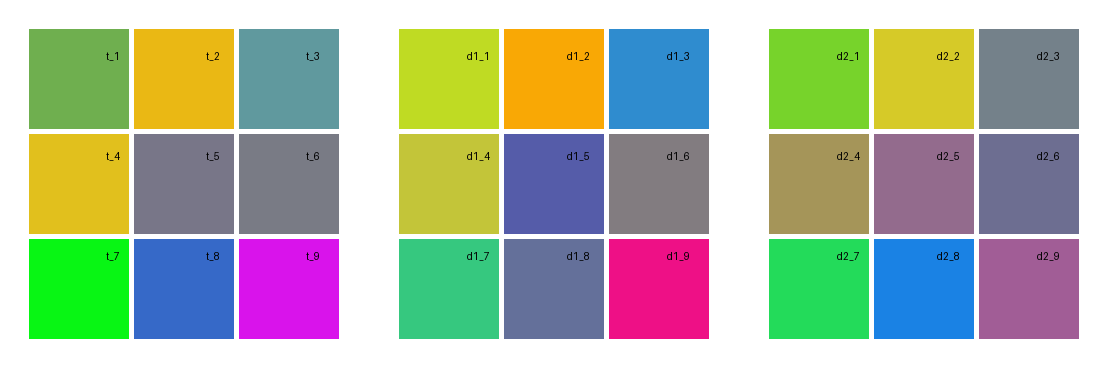 t_1 t_2 t_3 d1_1 d1_2 d1_3 d2_1 d2_2 d2_3
t_4 t_5 t_6 d1_4 d1_5 d1_6 d2_4 d2_5 d2_6
t_7 t_8 t_9 d1_7 d1_8 d1_9 d2_7 d2_8 d2_9